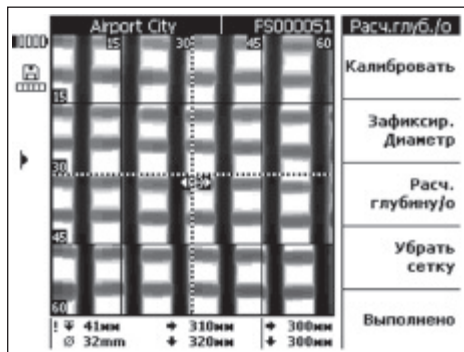 Airport City FS000051 Расч.глуб./о
15 30 45 60
Калибровать
15
Зафиксир.
Диаметр
30
Расч.
глубину/о
45
Убрать
сетку
60
Выполнено
! 41мм 310мм 300мм
Ø 32mm 320мм 300мм